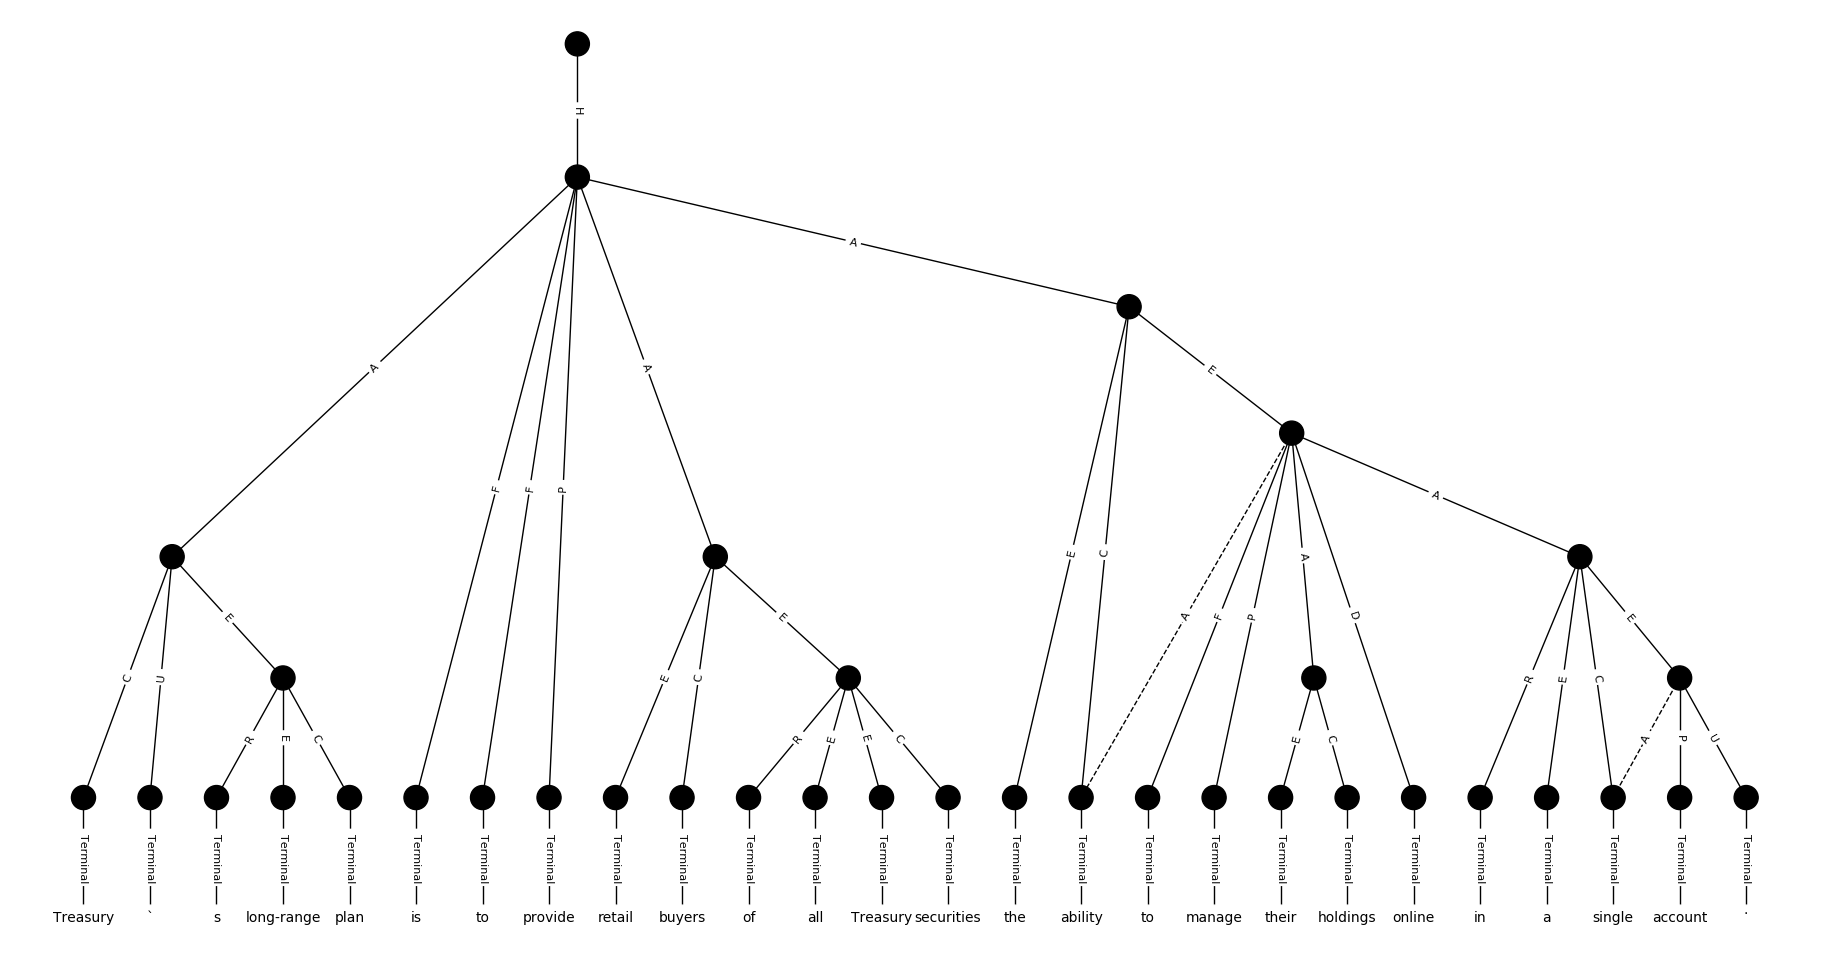 H
A
A
E
A
A
F
F
P
E
C
A
F
P
A
D
A
C
U
E
E
C
E
R
E
C
E
R
E
C
R
E
E
C
E
C
A
P
U
Terminal Terminal Terminal Terminal Terminal Terminal Terminal Terminal Terminal Terminal Terminal Terminal Terminal Terminal Terminal Terminal Terminal Terminal Terminal Terminal Terminal Terminal Terminal Terminal Terminal Terminal
Treasury ` s long-range plan is to provide retail buyers of all Treasury securities the ability to manage their holdings online in a single account .